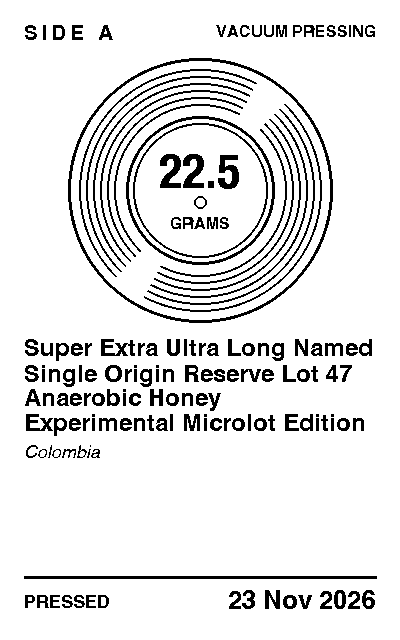 SIDE A
VACUUM PRESSING
22.5
GRAMS
Super Extra Ultra Long Named
Single Origin Reserve Lot 47
Anaerobic Honey
Experimental Microlot Edition
Colombia
PRESSED
23 Nov 2026